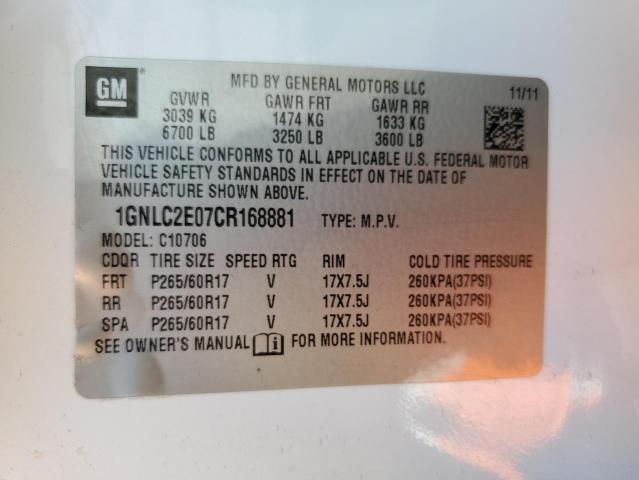 GM ®
MFD BY GENERAL MOTORS LLC 11/11
GVWR GAWR FRT GAWR RR
3039 KG 1474 KG 1633 KG
6700 LB 3250 LB 3600 LB
THIS VEHICLE CONFORMS TO ALL APPLICABLE U.S. FEDERAL MOTOR
VEHICLE SAFETY STANDARDS IN EFFECT ON THE DATE OF
MANUFACTURE SHOWN ABOVE.
1GNLC2E07CR168881 TYPE: M.P.V.
MODEL: C10706
CDQR TIRE SIZE SPEED RTG RIM COLD TIRE PRESSURE
FRT P265/60R17 V 17X7.5J 260KPA(37PSI)
RR P265/60R17 V 17X7.5J 260KPA(37PSI)
SPA P265/60R17 V 17X7.5J 260KPA(37PSI)
SEE OWNER'S MANUAL i FOR MORE INFORMATION.